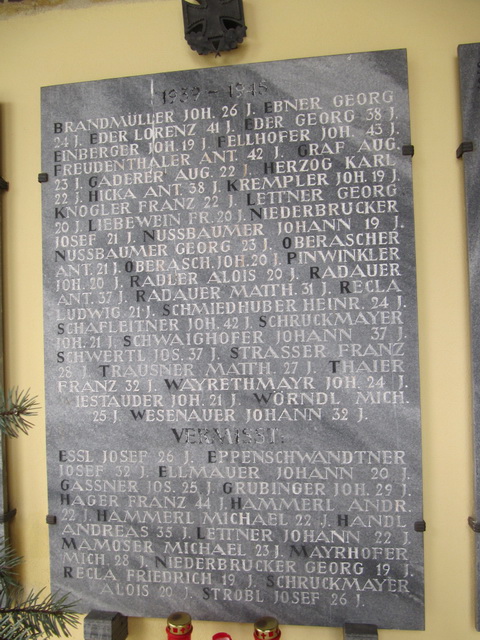 1939 - 1945
BRANDMÜLLER JOH. 26 J. EBNER GEORG
24 J. EDER LORENZ 41 J. EDER GEORG 38 J.
EINBERGER JOH. 19 J. FELLHOFER JOH. 43 J.
FREUDENTHALER ANT. 42 J. GRAF AUG.
23 J. GADERER AUG. 22 J. HERZOG KARL
22 J. HICKA ANT. 38 J. KREMPLER JOH. 19 J.
KNOGLER FRANZ 22 J. LETTNER GEORG
20 J. LIEBEWEIN FR. 20 J. NIEDERBRUCKER
JOSEF 21 J. NUSSBAUMER JOHANN 19 J.
NUSSBAUMER GEORG 23 J. OBERASCHER
ANT. 21 J. OBERASCH. JOH. 20 J. PINWINKLER
JOH. 20 J. RADLER ALOIS 20 J. RADAUER
ANT. 37 J. RADAUER MATTH. 31 J. RECLA
LUDWIG 21 J. SCHMIEDHUBER HEINR. 24 J.
SCHAFLEITNER JOH. 42 J. SCHRUCKMAYER
JOH. 21 J. SCHWAIGHOFER JOHANN 37 J.
SCHWERTL JOS. 37 J. STRASSER FRANZ
28 J. TRAUSNER MATTH. 27 J. THAIER
FRANZ 32 J. WAYRETHMAYR JOH. 24 J.
IESTAUDER JOH. 21 J. WÖRNDL MICH.
25 J. WESENAUER JOHANN 32 J.
VERMISST:
ESSL JOSEF 26 J. EPPENSCHWANDTNER
JOSEF 32 J. ELLMAUER JOHANN 20 J.
GASSNER JOS. 25 J. GRUBINGER JOH. 29 J.
HAGER FRANZ 44 J. HAMMERL ANDR.
22 J. HAMMERL MICHAEL 22 J. HANDL
ANDREAS 35 J. LETTNER JOHANN 22 J.
MAMOSER MICHAEL 23 J. MAYRHOFER
MICH. 28 J. NIEDERBRUCKER GEORG 19 J.
RECLA FRIEDRICH 19 J. SCHRUCKMAYER
ALOIS 20 J. STROBL JOSEF 26 J.